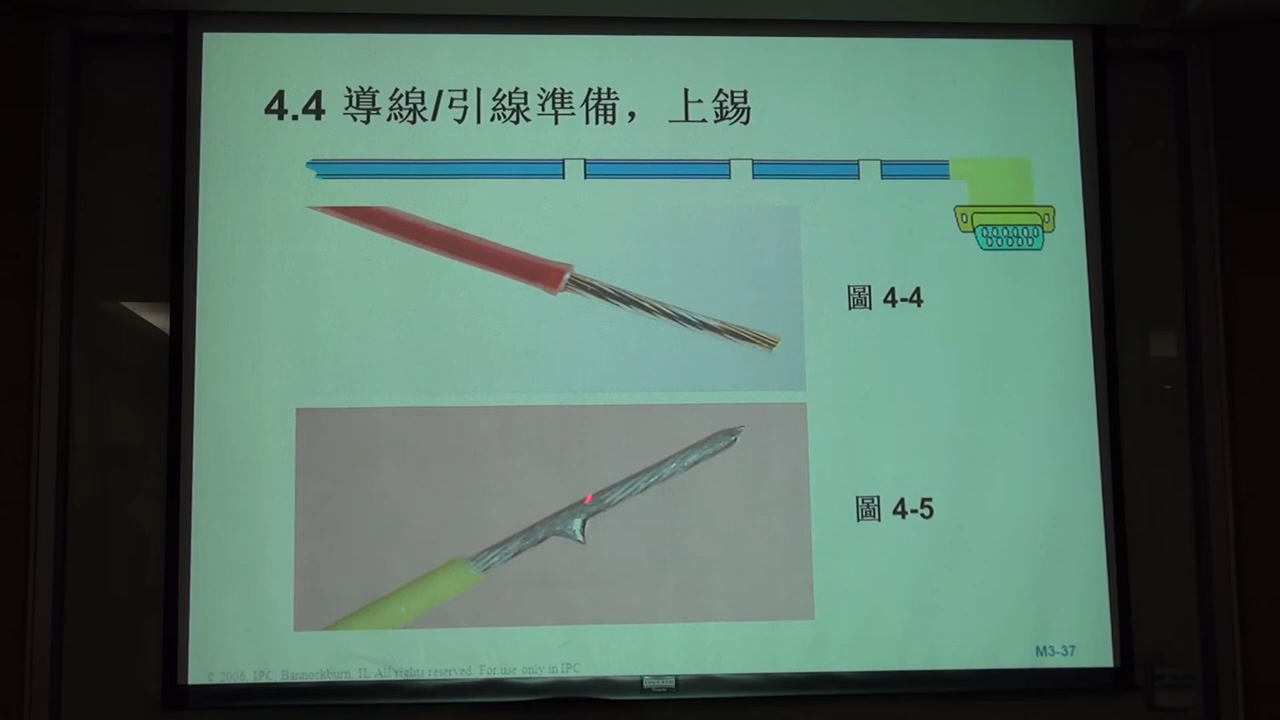 4.4 導線/引線準備，上錫
圖 4-4
圖 4-5
M3-37
© 2006, IPC, Bannockburn, IL All rights reserved. For use only in IPC